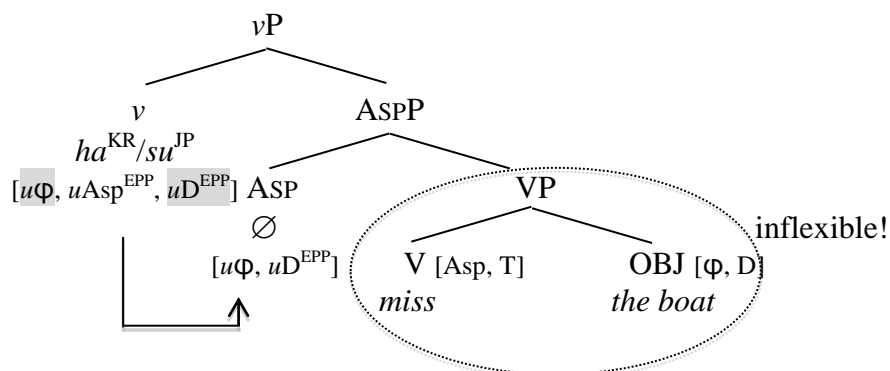 vP
v ASPP
ha^KR/su^JP
[uφ, uAsp^EPP, uD^EPP] ASP VP
∅ inflexible!
[uφ, uD^EPP] V [Asp, T] OBJ [φ, D]
miss the boat